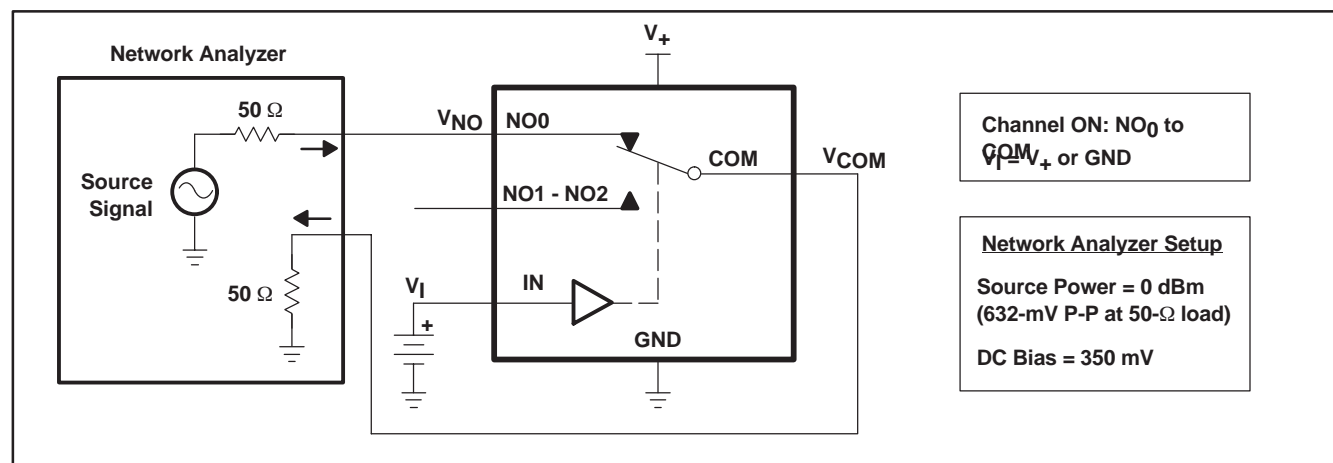 Network Analyzer
50 Ω
Source
Signal
50 Ω
V+
VNO
NO0
COM
VCOM
NO1 - NO2
VI
IN
+
GND
Channel ON: NO0 to
COM
VI = V+ or GND
Network Analyzer Setup
Source Power = 0 dBm
(632-mV P-P at 50-Ω load)
DC Bias = 350 mV